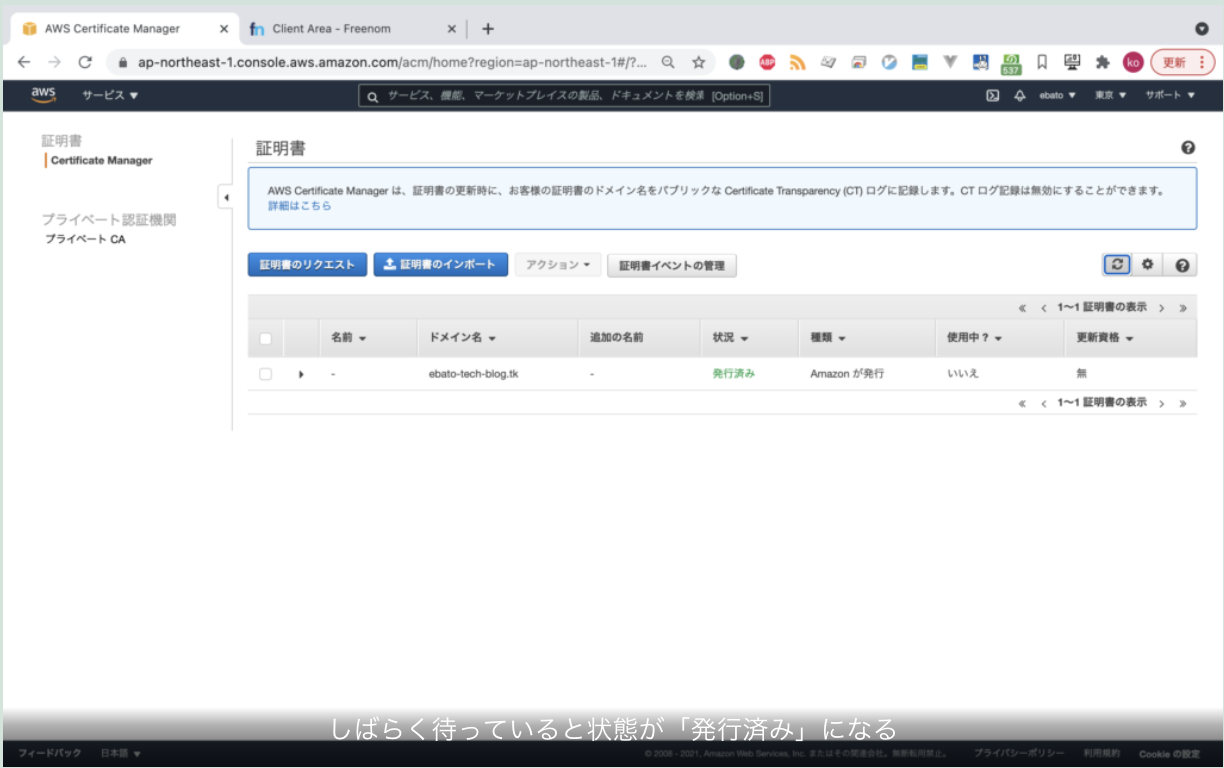 AWS Certificate Manager
Client Area - Freenom
ap-northeast-1.console.aws.amazon.com/acm/home?region=ap-northeast-1#/?...
ABP
537
ko
更新
aws
サービス
サービス、機能、マーケットプレイスの製品、ドキュメントを検索 [Option+S]
ebato
東京
サポート
証明書
Certificate Manager
プライベート認証機関
プライベート CA
証明書
AWS Certificate Manager は、証明書の更新時に、お客様の証明書のドメイン名をパブリックな Certificate Transparency (CT) ログに記録します。CT ログ記録は無効にすることができます。
詳細はこちら
証明書のリクエスト
証明書のインポート
アクション
証明書イベントの管理
« ‹ 1〜1 証明書の表示 › »
名前 ドメイン名 追加の名前 状況 種類 使用中？ 更新資格
- ebato-tech-blog.tk - 発行済み Amazon が発行 いいえ 無
« ‹ 1〜1 証明書の表示 › »
しばらく待っていると状態が「発行済み」になる
フィードバック 日本語 © 2008 - 2021, Amazon Web Services, Inc. またはその関連会社。無断転用禁止。 プライバシーポリシー 利用規約 Cookie の設定